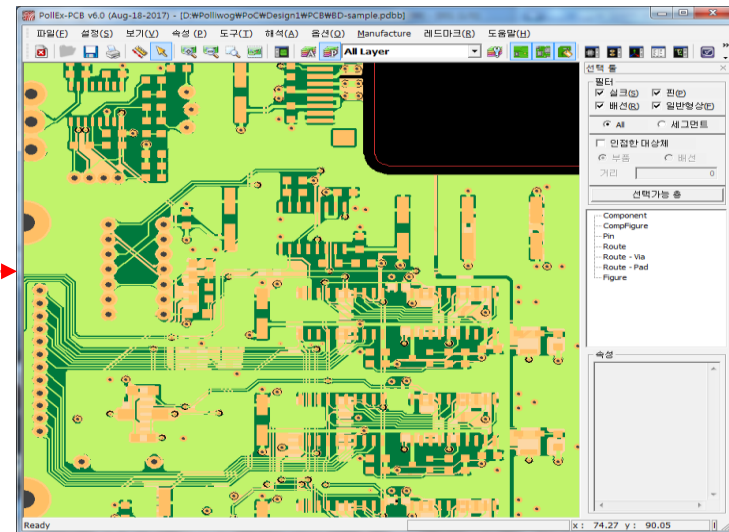 PollEx-PCB v6.0 (Aug-18-2017) - [D:₩Polliwog₩PoC₩Design1₩PCB₩BD-sample.pdbb]
파일(F) 설정(S) 보기(V) 속성 (P) 도구(T) 해석(A) 옵션(O) Manufacture 레드마크(R) 도움말(H)
All Layer
선택 툴
필터
실크(S) 핀(P)
배선(R) 일반형상(F)
All 세그먼트
인접한 대상체
부품 배선
거리 0
선택가능 층
Component
CompFigure
Pin
Route
Route - Via
Route - Pad
Figure
속성
Ready x : 74.27 y : 90.05